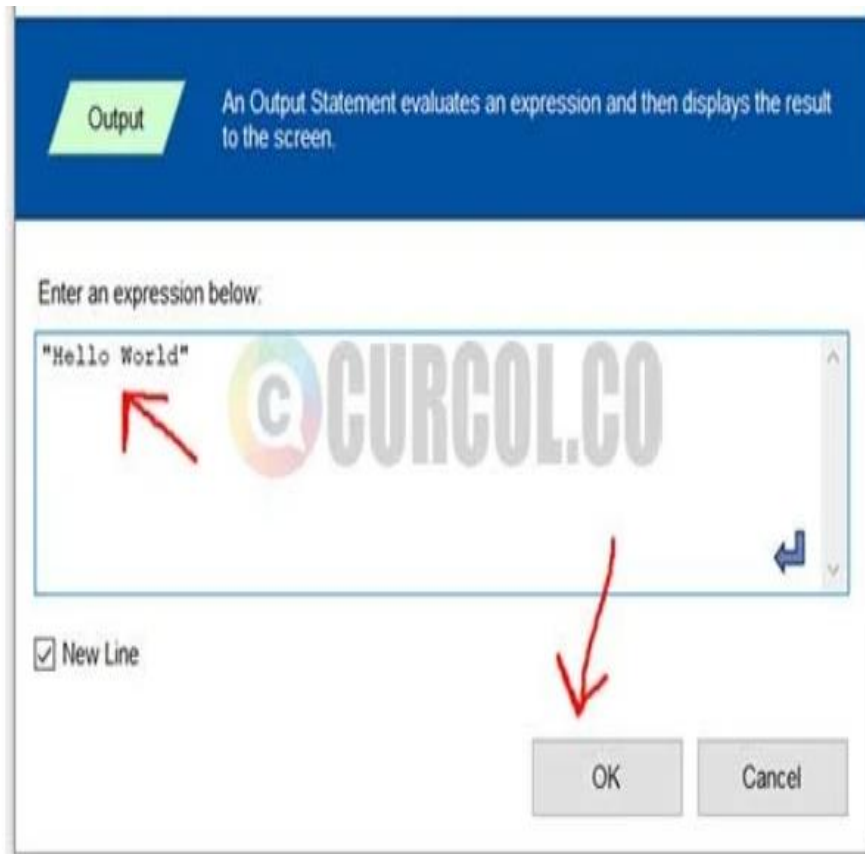 Output
An Output Statement evaluates an expression and then displays the result
to the screen.
Enter an expression below:
"Hello World"
C CURCOL.CO
New Line
OK
Cancel